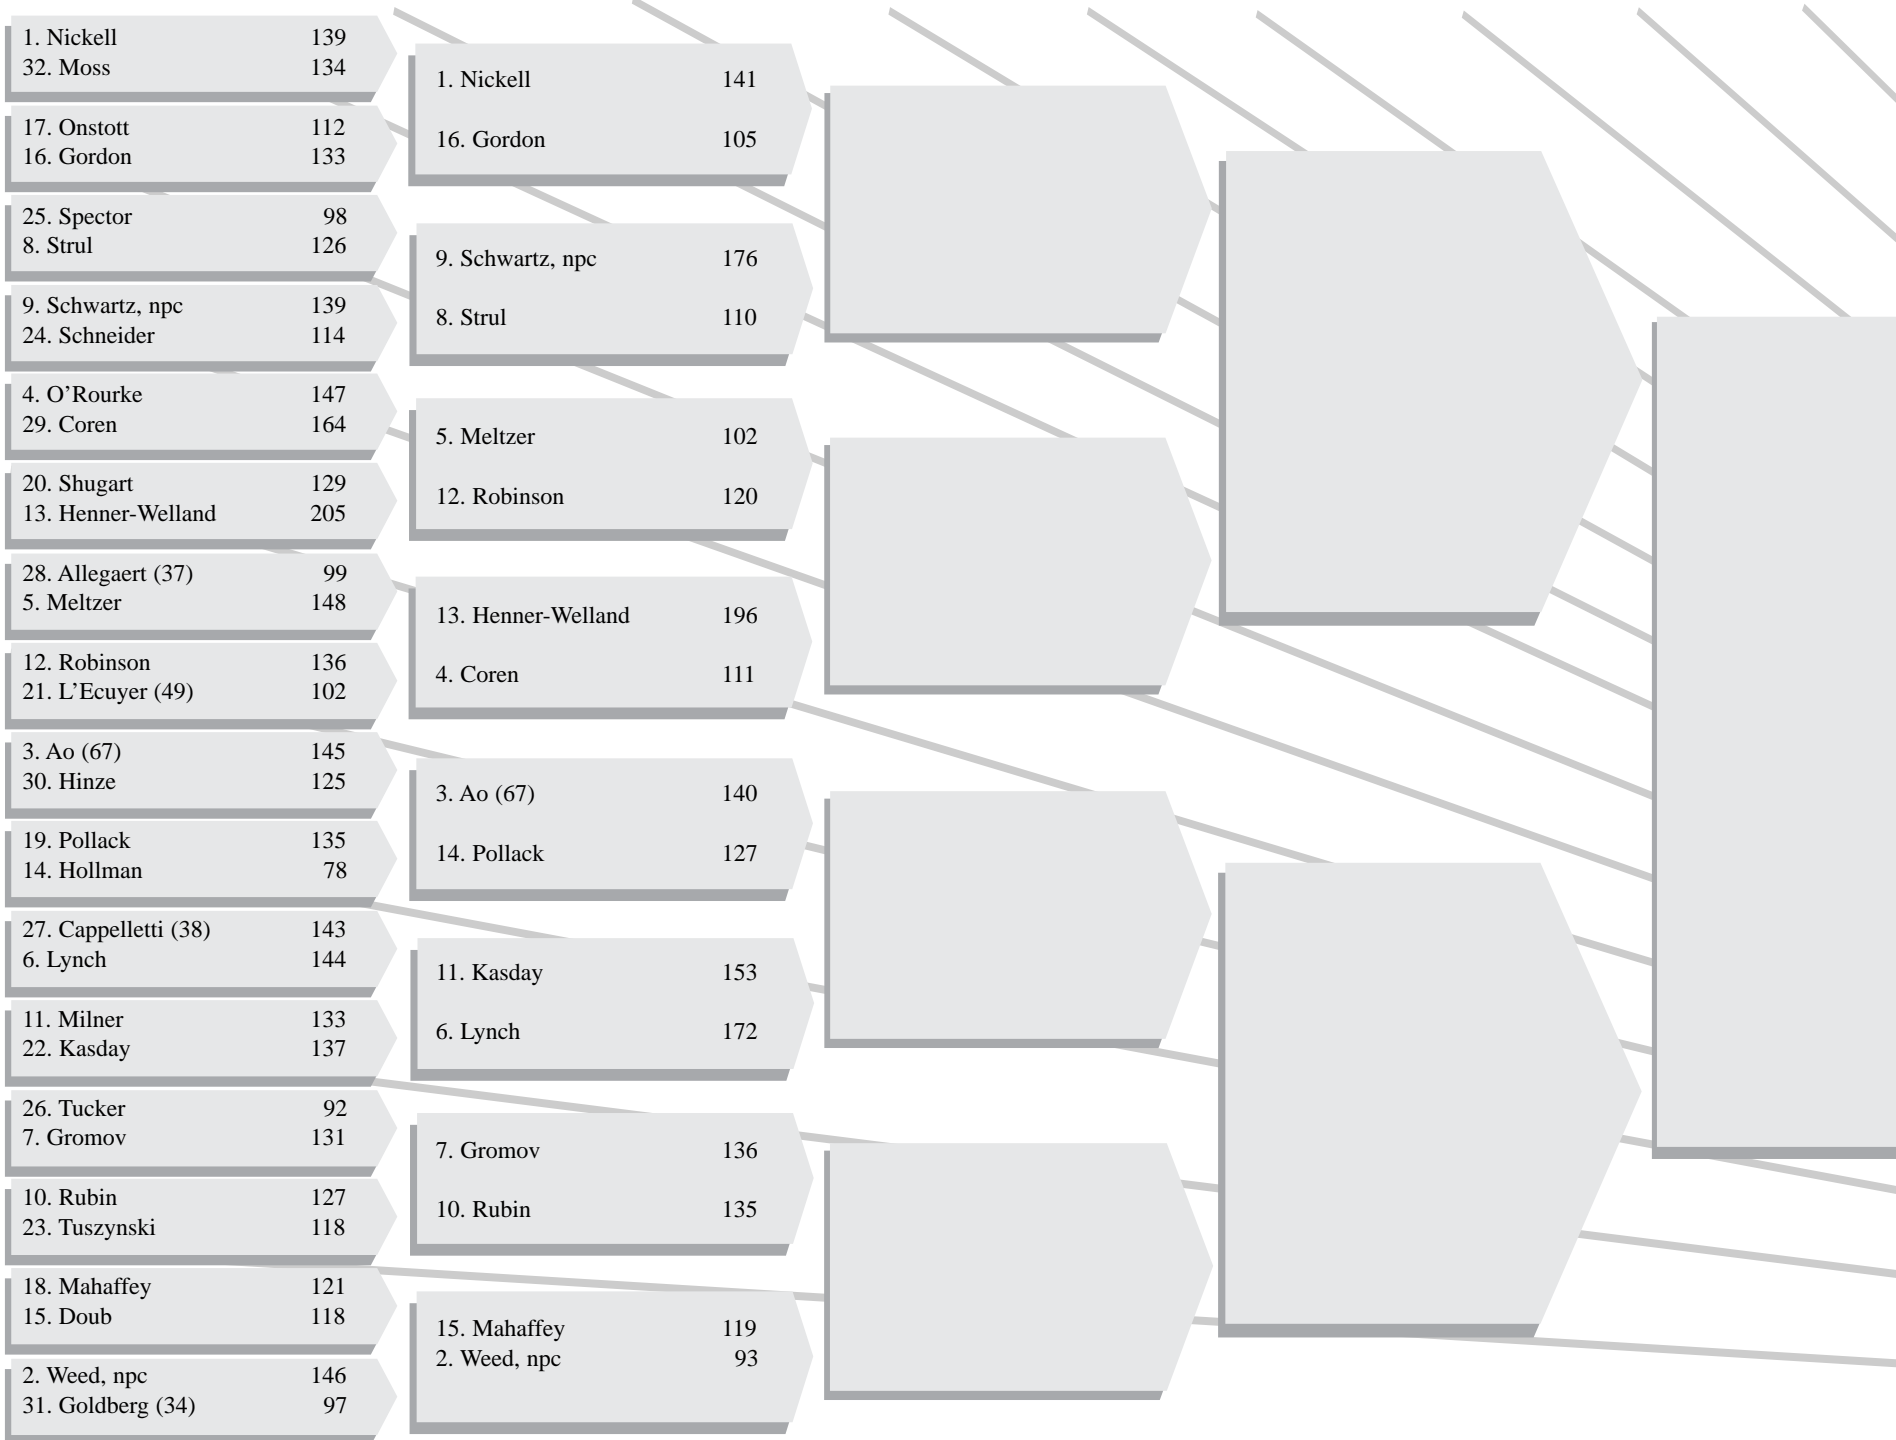 1. Nickell 139
32. Moss 134
17. Onstott 112
16. Gordon 133
25. Spector 98
8. Strul 126
9. Schwartz, npc 139
24. Schneider 114
4. O’Rourke 147
29. Coren 164
20. Shugart 129
13. Henner-Welland 205
28. Allegaert (37) 99
5. Meltzer 148
12. Robinson 136
21. L’Ecuyer (49) 102
3. Ao (67) 145
30. Hinze 125
19. Pollack 135
14. Hollman 78
27. Cappelletti (38) 143
6. Lynch 144
11. Milner 133
22. Kasday 137
26. Tucker 92
7. Gromov 131
10. Rubin 127
23. Tuszynski 118
18. Mahaffey 121
15. Doub 118
2. Weed, npc 146
31. Goldberg (34) 97
1. Nickell 141
16. Gordon 105
9. Schwartz, npc 176
8. Strul 110
5. Meltzer 102
12. Robinson 120
13. Henner-Welland 196
4. Coren 111
3. Ao (67) 140
14. Pollack 127
11. Kasday 153
6. Lynch 172
7. Gromov 136
10. Rubin 135
15. Mahaffey 119
2. Weed, npc 93